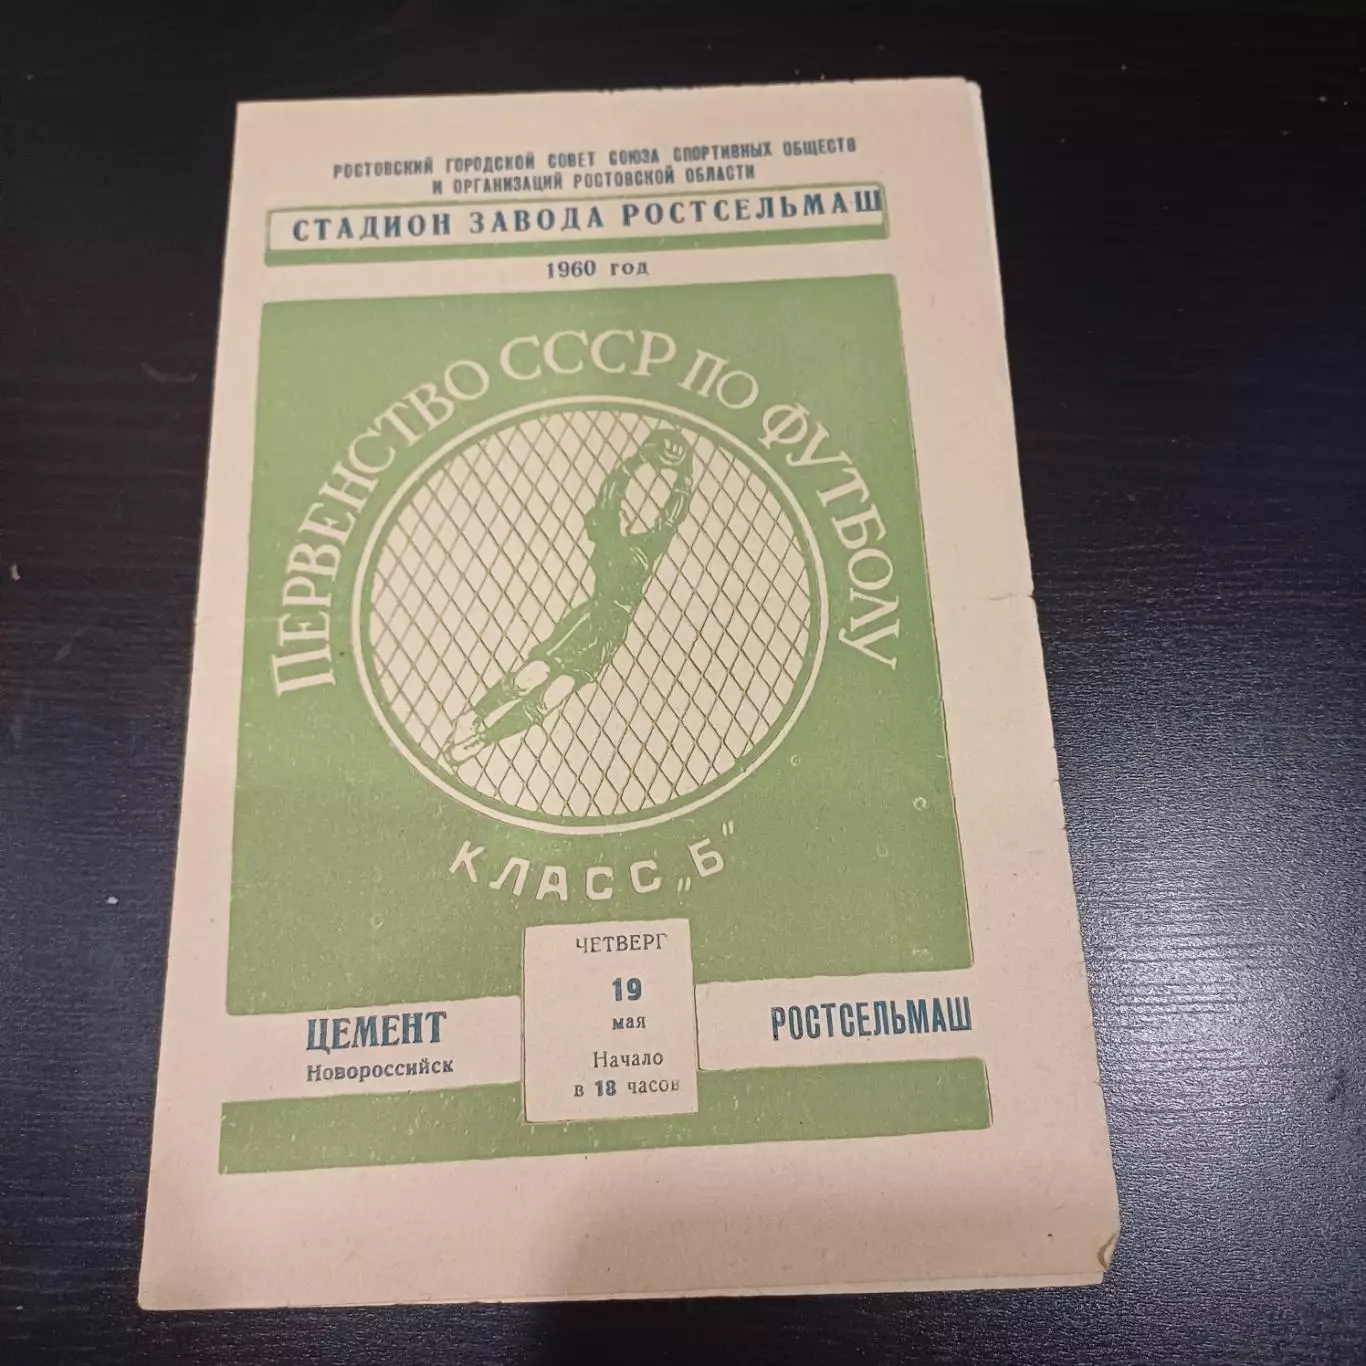 РОСТОВСКИЙ ГОРОДСКОЙ СОВЕТ СОЮЗА СПОРТИВНЫХ ОБЩЕСТВ
И ОРГАНИЗАЦИЙ РОСТОВСКОЙ ОБЛАСТИ
СТАДИОН ЗАВОДА РОСТСЕЛЬМАШ
1960 год
ПЕРВЕНСТВО СССР ПО ФУТБОЛУ
КЛАСС „Б"
ЧЕТВЕРГ
19
мая
Начало
в 18 часов
ЦЕМЕНТ
Новороссийск
РОСТСЕЛЬМАШ